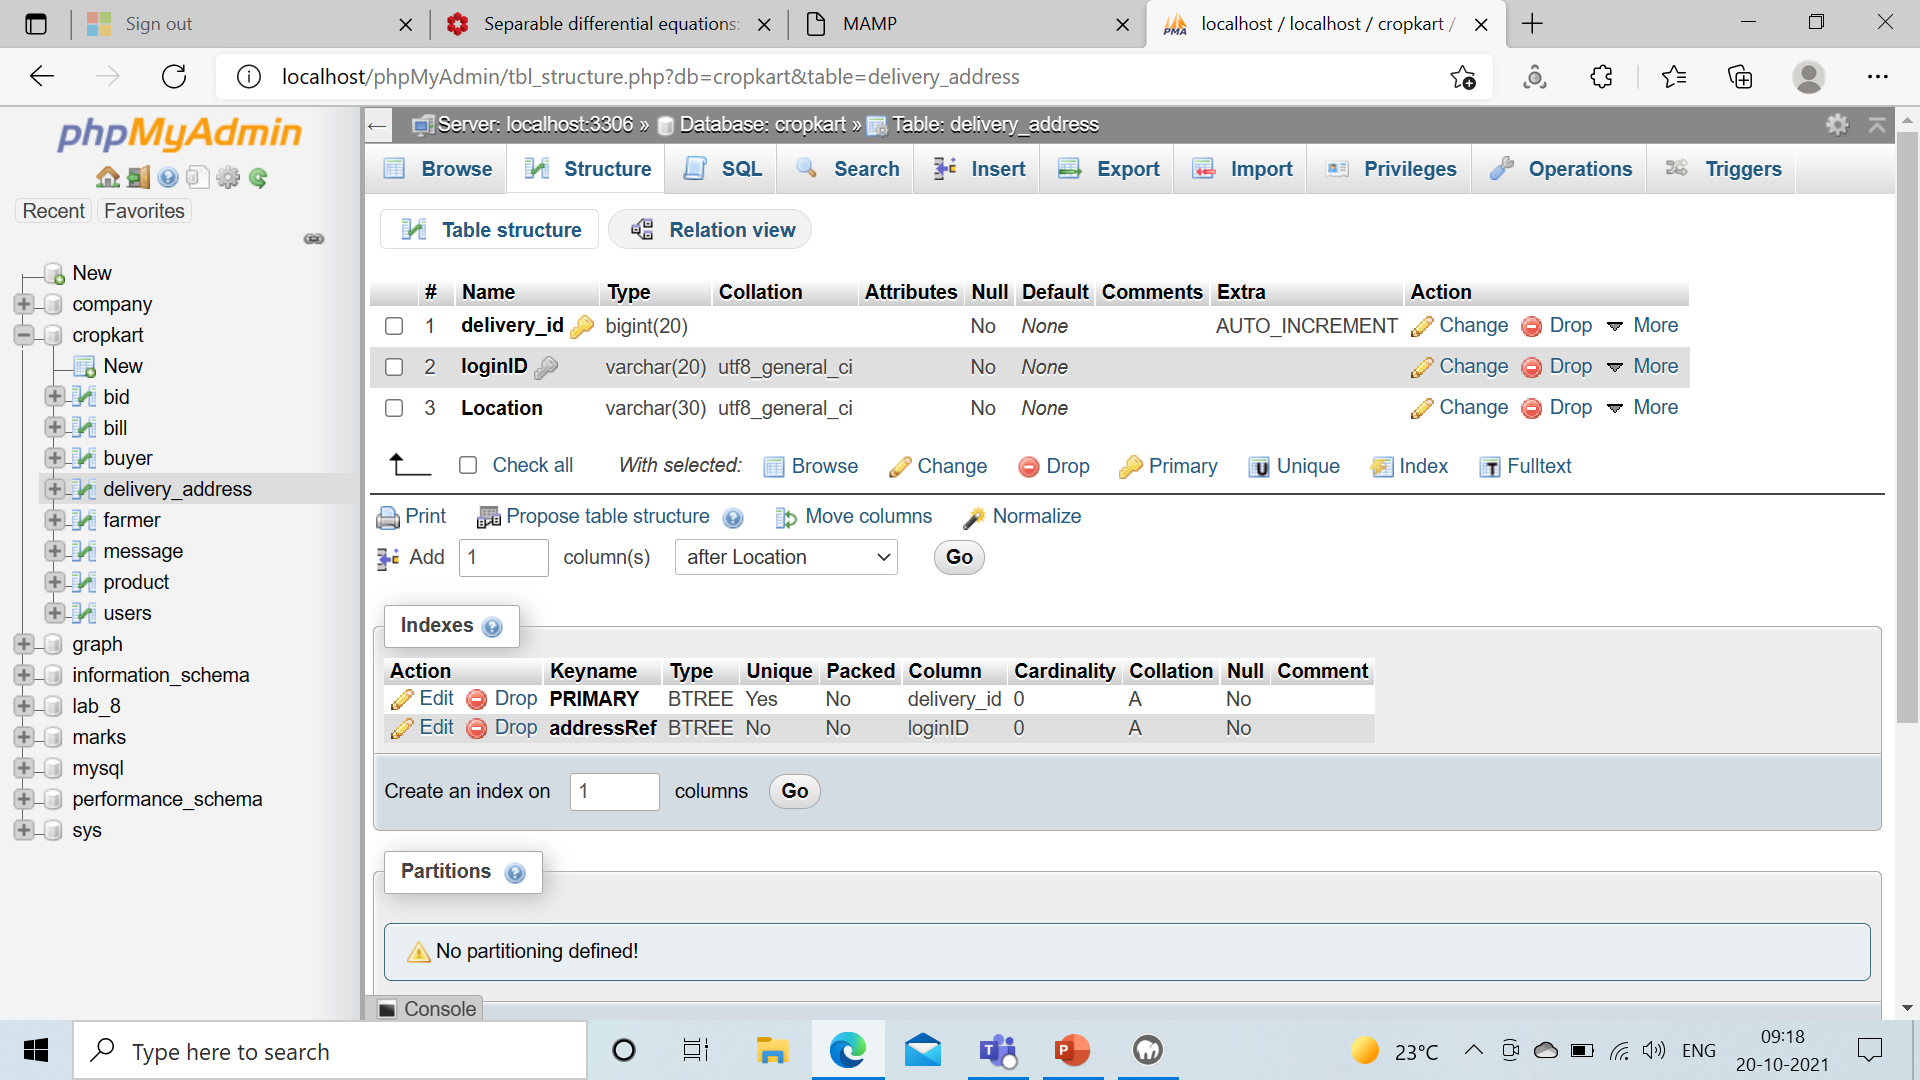 Sign out
Separable differential equations:
MAMP
localhost / localhost / cropkart /
localhost/phpMyAdmin/tbl_structure.php?db=cropkart&table=delivery_address
phpMyAdmin
Recent Favorites
New
company
cropkart
New
bid
bill
buyer
delivery_address
farmer
message
product
users
graph
information_schema
lab_8
marks
mysql
performance_schema
sys
Server: localhost:3306 » Database: cropkart » Table: delivery_address
Browse Structure SQL Search Insert Export Import Privileges Operations Triggers
Table structure Relation view
# Name Type Collation Attributes Null Default Comments Extra Action
1 delivery_id bigint(20) No None AUTO_INCREMENT Change Drop More
2 loginID varchar(20) utf8_general_ci No None Change Drop More
3 Location varchar(30) utf8_general_ci No None Change Drop More
Check all With selected: Browse Change Drop Primary Unique Index Fulltext
Print Propose table structure Move columns Normalize
Add 1 column(s) after Location Go
Indexes
Action Keyname Type Unique Packed Column Cardinality Collation Null Comment
Edit Drop PRIMARY BTREE Yes No delivery_id 0 A No
Edit Drop addressRef BTREE No No loginID 0 A No
Create an index on 1 columns Go
Partitions
No partitioning defined!
Console
Type here to search
23°C
ENG
09:18
20-10-2021